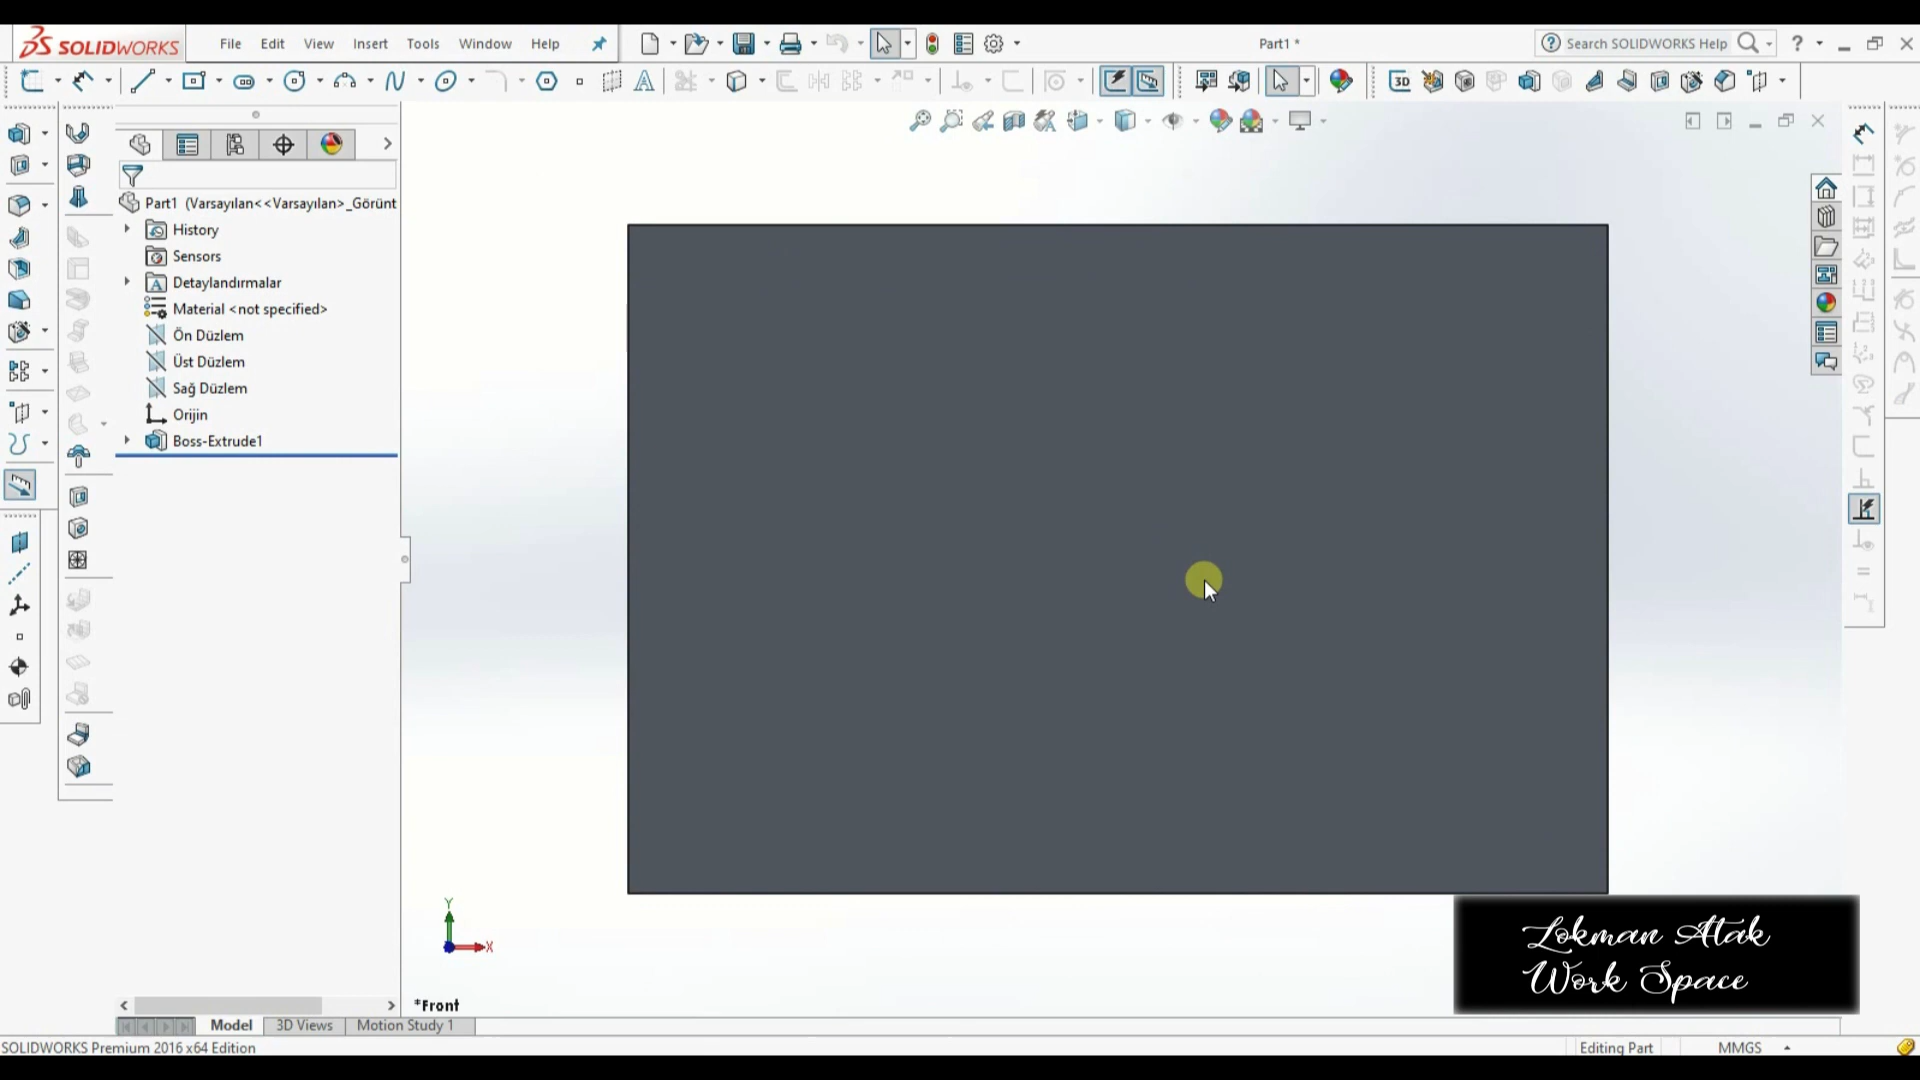 SOLIDWORKS File Edit View Insert Tools Window Help Part1 * Search SOLIDWORKS Help ?
3D
Part1 (Varsayılan<<Varsayılan>_Görünt
History
Sensors
Detaylandırmalar
Material <not specified>
Ön Düzlem
Üst Düzlem
Sağ Düzlem
Orijin
Boss-Extrude1
Y
X
*Front
Lokman Atak
Work Space
Model 3D Views Motion Study 1
SOLIDWORKS Premium 2016 x64 Edition Editing Part MMGS